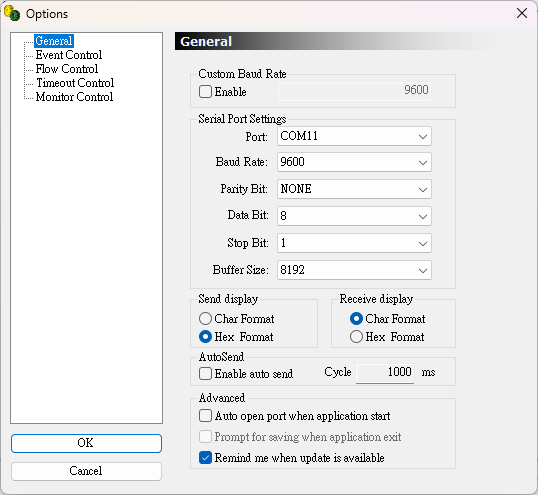 Options
General
Event Control
Flow Control
Timeout Control
Monitor Control
OK
Cancel
General
Custom Baud Rate
Enable 9600
Serial Port Settings
Port: COM11
Baud Rate: 9600
Parity Bit: NONE
Data Bit: 8
Stop Bit: 1
Buffer Size: 8192
Send display
Char Format
Hex Format
Receive display
Char Format
Hex Format
AutoSend
Enable auto send Cycle 1000 ms
Advanced
Auto open port when application start
Prompt for saving when application exit
Remind me when update is available